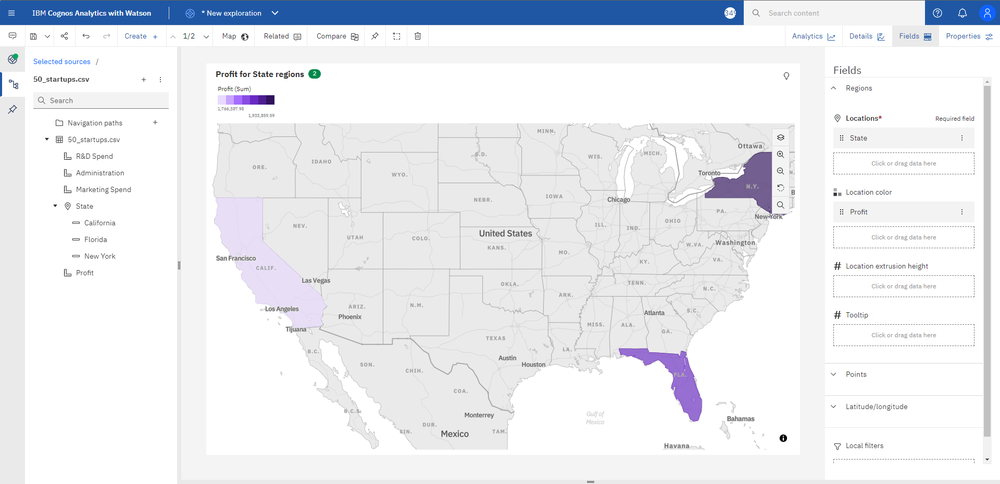 IBM Cognos Analytics with Watson
* New exploration
349
Search content
Create +
1/2
Map
Related
Compare
Analytics
Details
Fields
Properties
Selected sources /
50_startups.csv
Search
Navigation paths
50_startups.csv
R&D Spend
Administration
Marketing Spend
State
California
Florida
New York
Profit
Profit for State regions 2
Profit (Sum)
1,766,387.98
1,933,859.59
MINN.
Ottawa
S.D.
WIS.
MICH.
IDAHO
ORE.
WYO.
Toronto
N.Y.
N.
IOWA
NEBR.
Chicago
B
PA.
New York
OHIO
NEV.
ILL.
IND.
United States
UTAH
COLO.
KANS.
W.VA.
Washington
MO.
San Francisco
VA.
KY.
CALIF.
Las Vegas
OKLA.
TENN.
N.C.
ARK.
ARIZ.
N.M.
Los Angeles
S.C.
Atlanta
Phoenix
MISS.
ALA.
Tijuana
GA.
TEXAS
LA.
B.C.
Austin
SON.
Houston
CHIH.
FLA.
COA.
B.C.S.
Gulf of
Mexico
Monterrey
Bahamas
DUR.
SIN.
Mexico
TAM.
Havana
Fields
Regions
Locations*
Required field
State
Click or drag data here
Location color
Profit
Click or drag data here
# Location extrusion height
Click or drag data here
# Tooltip
Click or drag data here
Points
Latitude/longitude
Local filters